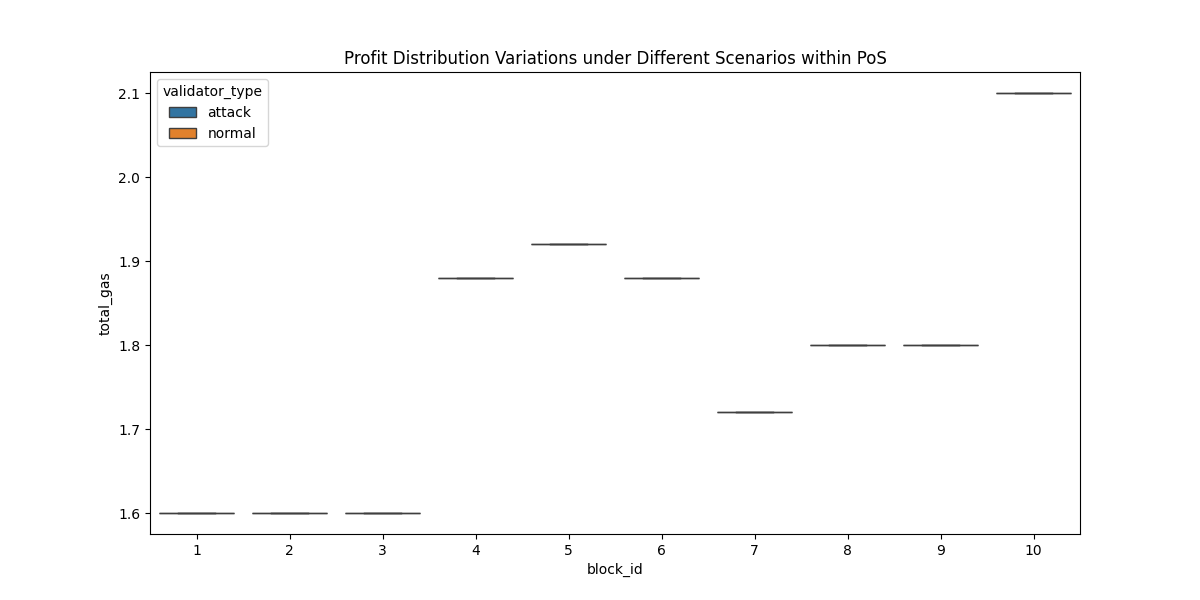 Profit Distribution Variations under Different Scenarios within PoS
validator_type
attack
normal
total_gas
2.1
2.0
1.9
1.8
1.7
1.6
1 2 3 4 5 6 7 8 9 10
block_id